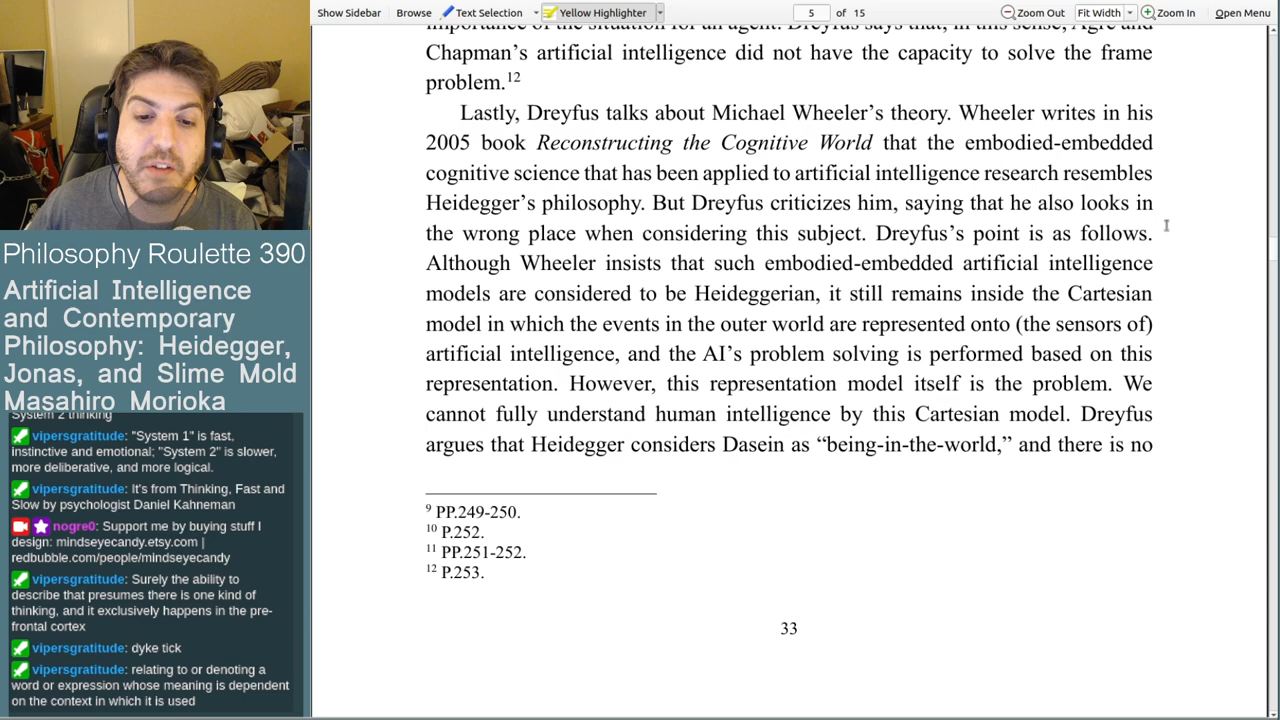 Show Sidebar Browse Text Selection Yellow Highlighter 5 of 15 Zoom Out Fit Width Zoom In Open Menu
Chapman’s artificial intelligence did not have the capacity to solve the frame
problem.12
Lastly, Dreyfus talks about Michael Wheeler’s theory. Wheeler writes in his
2005 book Reconstructing the Cognitive World that the embodied-embedded
cognitive science that has been applied to artificial intelligence research resembles
Heidegger’s philosophy. But Dreyfus criticizes him, saying that he also looks in
the wrong place when considering this subject. Dreyfus’s point is as follows.
Although Wheeler insists that such embodied-embedded artificial intelligence
models are considered to be Heideggerian, it still remains inside the Cartesian
model in which the events in the outer world are represented onto (the sensors of)
artificial intelligence, and the AI’s problem solving is performed based on this
representation. However, this representation model itself is the problem. We
cannot fully understand human intelligence by this Cartesian model. Dreyfus
argues that Heidegger considers Dasein as “being-in-the-world,” and there is no
9 PP.249-250.
10 P.252.
11 PP.251-252.
12 P.253.
33
Philosophy Roulette 390
Artificial Intelligence
and Contemporary
Philosophy: Heidegger,
Jonas, and Slime Mold
Masahiro Morioka
System 2 thinking
vipersgratitude: "System 1" is fast,
instinctive and emotional; "System 2" is slower,
more deliberative, and more logical.
vipersgratitude: It's from Thinking, Fast and
Slow by psychologist Daniel Kahneman
nogre0: Support me by buying stuff I
design: mindseyecandy.etsy.com |
redbubble.com/people/mindseyecandy
vipersgratitude: Surely the ability to
describe that presumes there is one kind of
thinking, and it exclusively happens in the pre-
frontal cortex
vipersgratitude: dyke tick
vipersgratitude: relating to or denoting a
word or expression whose meaning is dependent
on the context in which it is used